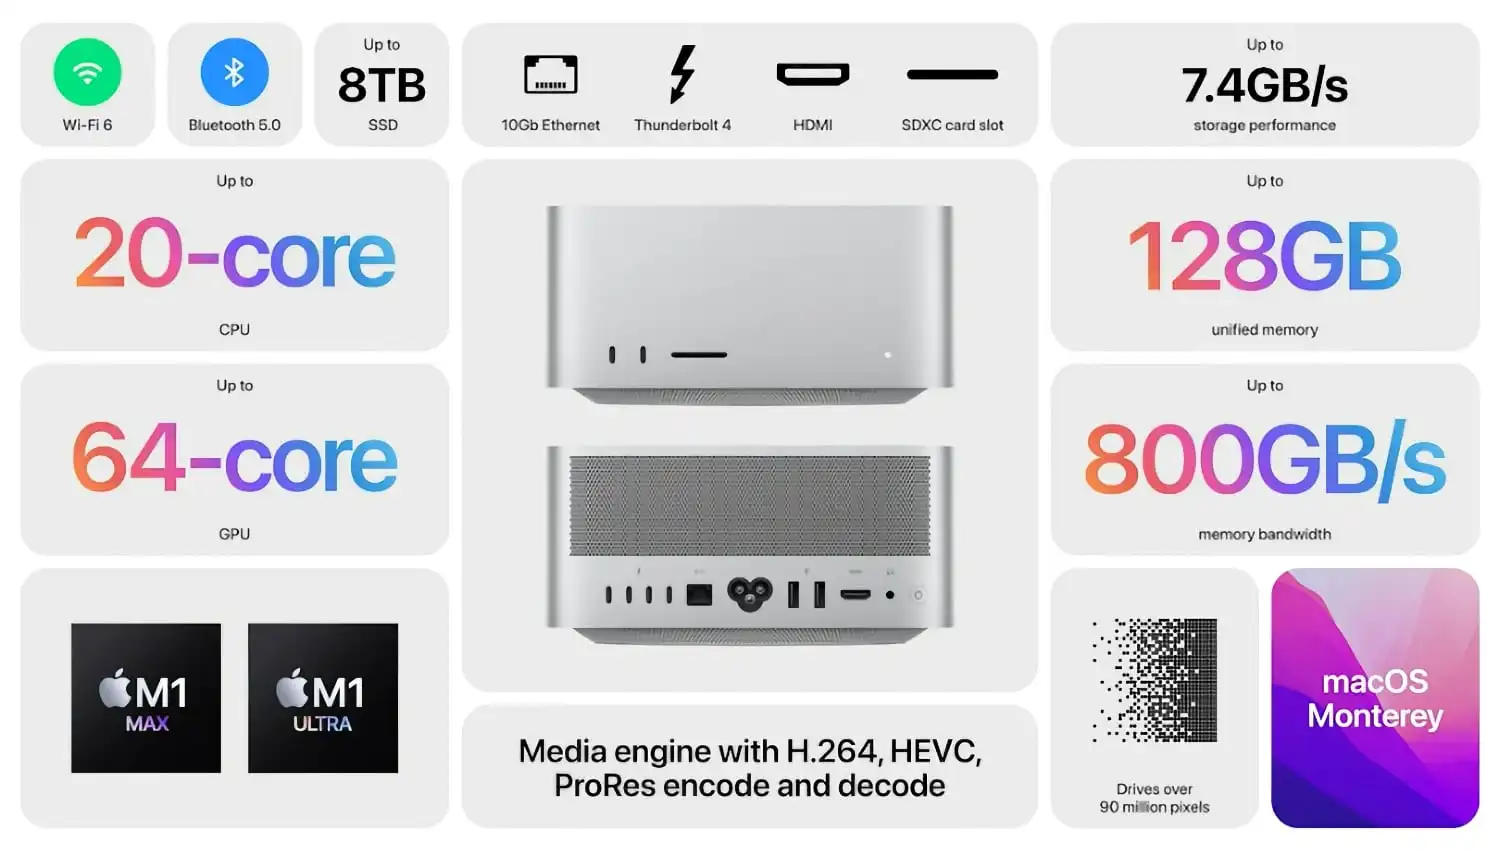 Wi-Fi 6
Bluetooth 5.0
Up to
8TB
SSD
10Gb Ethernet
Thunderbolt 4
HDMI
SDXC card slot
Up to
7.4GB/s
storage performance
Up to
20-core
CPU
Up to
128GB
unified memory
Up to
64-core
GPU
Up to
800GB/s
memory bandwidth
M1
MAX
M1
ULTRA
Media engine with H.264, HEVC,
ProRes encode and decode
Drives over
90 million pixels
macOS
Monterey